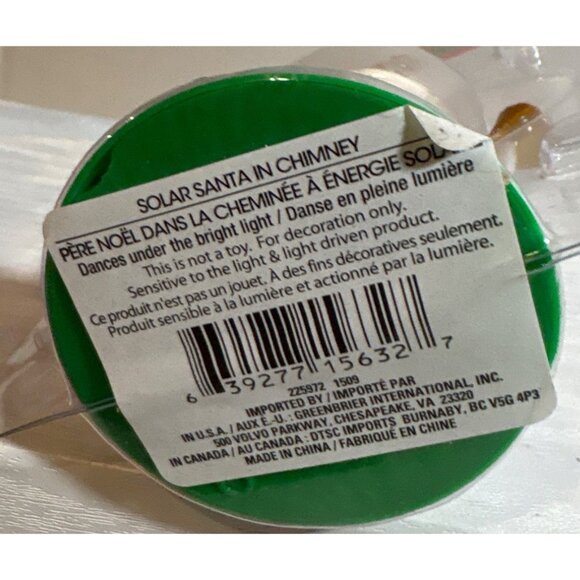 SOLAR SANTA IN CHIMNEY
PÈRE NOËL DANS LA CHEMINÉE À ÉNERGIE
Dances under the bright light / Danse en pleine lumière
This is not a toy. For decoration only.
Sensitive to the light & light driven product.
Ce produit n'est pas un jouet. À des fins décoratives seulement.
Produit sensible à la lumière et actionné par la lumière.
6 39277 15632 7
225972 1509
IMPORTED BY / IMPORTÉ PAR
IN U.S.A. / AUX É.-U.: GREENBRIER INTERNATIONAL, INC.
500 VOLVO PARKWAY, CHESAPEAKE, VA 23320
IN CANADA / AU CANADA : DTSC IMPORTS BURNABY, BC V5G 4P3
MADE IN CHINA / FABRIQUÉ EN CHINE